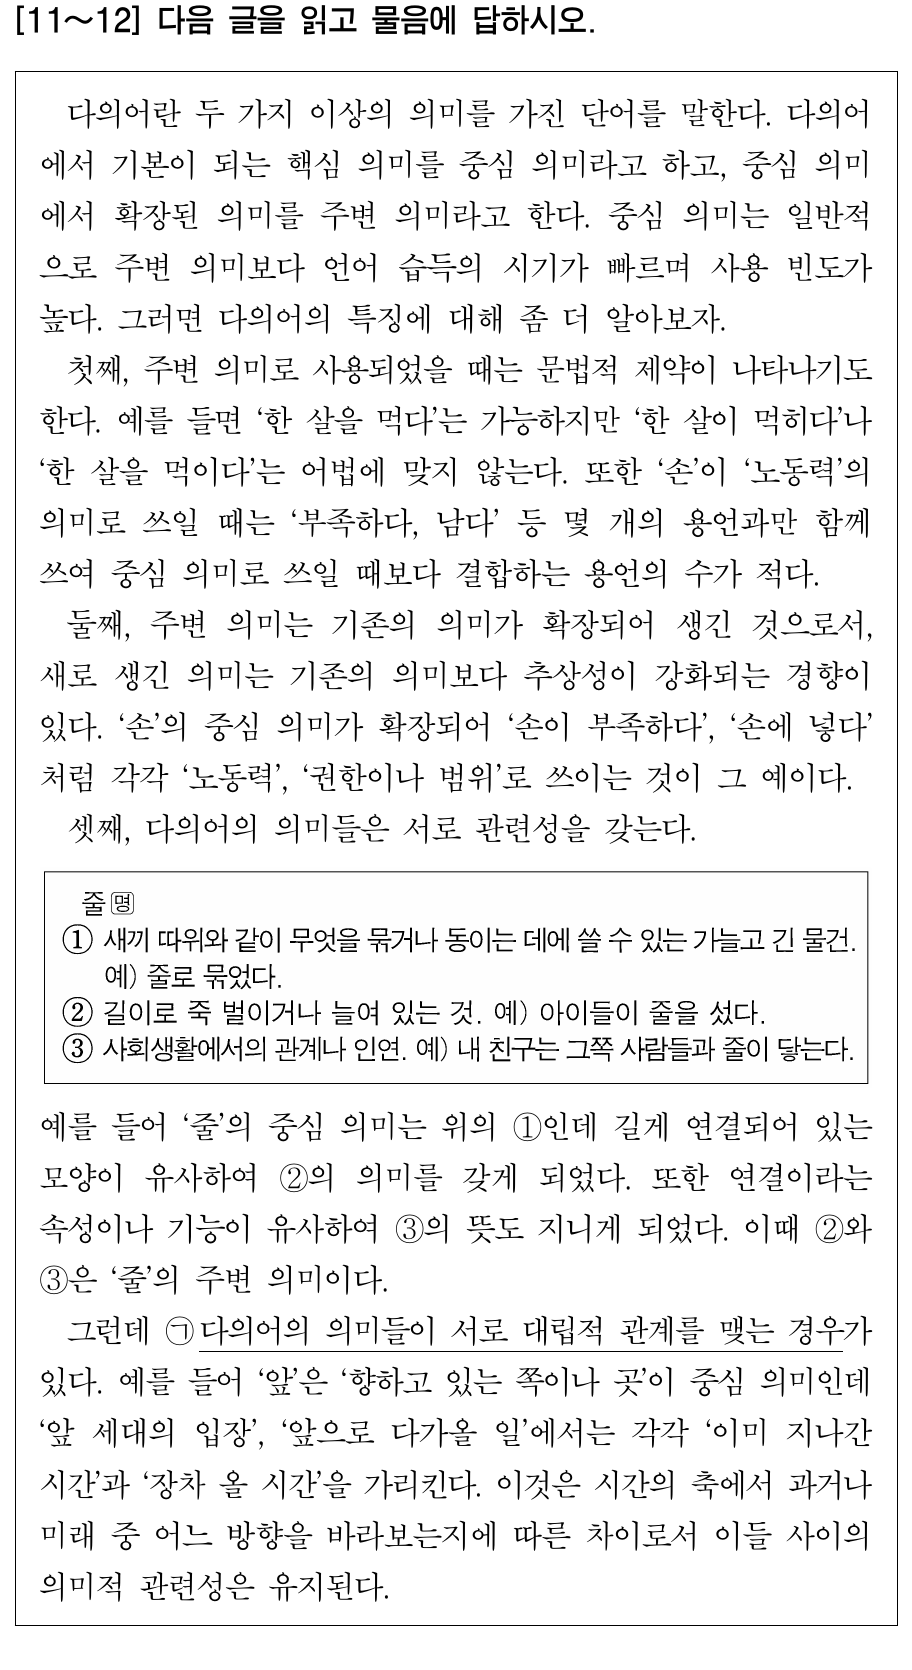 [11～12] 다음 글을 읽고 물음에 답하시오.
다의어란 두 가지 이상의 의미를 가진 단어를 말한다. 다의어
에서 기본이 되는 핵심 의미를 중심 의미라고 하고, 중심 의미
에서 확장된 의미를 주변 의미라고 한다. 중심 의미는 일반적
으로 주변 의미보다 언어 습득의 시기가 빠르며 사용 빈도가
높다. 그러면 다의어의 특징에 대해 좀 더 알아보자.
첫째, 주변 의미로 사용되었을 때는 문법적 제약이 나타나기도
한다. 예를 들면 ‘한 살을 먹다’는 가능하지만 ‘한 살이 먹히다’나
‘한 살을 먹이다’는 어법에 맞지 않는다. 또한 ‘손’이 ‘노동력’의
의미로 쓰일 때는 ‘부족하다, 남다’ 등 몇 개의 용언과만 함께
쓰여 중심 의미로 쓰일 때보다 결합하는 용언의 수가 적다.
둘째, 주변 의미는 기존의 의미가 확장되어 생긴 것으로서,
새로 생긴 의미는 기존의 의미보다 추상성이 강화되는 경향이
있다. ‘손’의 중심 의미가 확장되어 ‘손이 부족하다’, ‘손에 넣다’
처럼 각각 ‘노동력’, ‘권한이나 범위’로 쓰이는 것이 그 예이다.
셋째, 다의어의 의미들은 서로 관련성을 갖는다.
줄 명
① 새끼 따위와 같이 무엇을 묶거나 동이는 데에 쓸 수 있는 가늘고 긴 물건.
예) 줄로 묶었다.
② 길이로 죽 벌이거나 늘여 있는 것. 예) 아이들이 줄을 섰다.
③ 사회생활에서의 관계나 인연. 예) 내 친구는 그쪽 사람들과 줄이 닿는다.
예를 들어 ‘줄’의 중심 의미는 위의 ①인데 길게 연결되어 있는
모양이 유사하여 ②의 의미를 갖게 되었다. 또한 연결이라는
속성이나 기능이 유사하여 ③의 뜻도 지니게 되었다. 이때 ②와
③은 ‘줄’의 주변 의미이다.
그런데 ㉠다의어의 의미들이 서로 대립적 관계를 맺는 경우가
있다. 예를 들어 ‘앞’은 ‘향하고 있는 쪽이나 곳’이 중심 의미인데
‘앞 세대의 입장’, ‘앞으로 다가올 일’에서는 각각 ‘이미 지나간
시간’과 ‘장차 올 시간’을 가리킨다. 이것은 시간의 축에서 과거나
미래 중 어느 방향을 바라보는지에 따른 차이로서 이들 사이의
의미적 관련성은 유지된다.